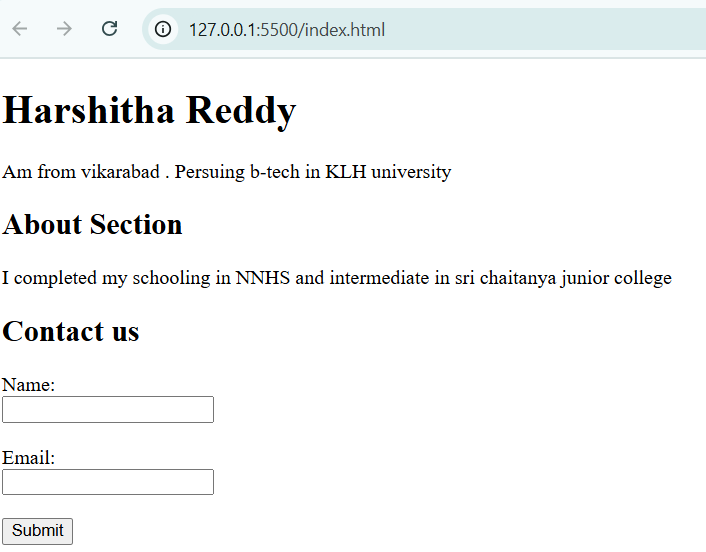 127.0.0.1:5500/index.html
Harshitha Reddy
Am from vikarabad . Persuing b-tech in KLH university
About Section
I completed my schooling in NNHS and intermediate in sri chaitanya junior college
Contact us
Name:
Email:
Submit